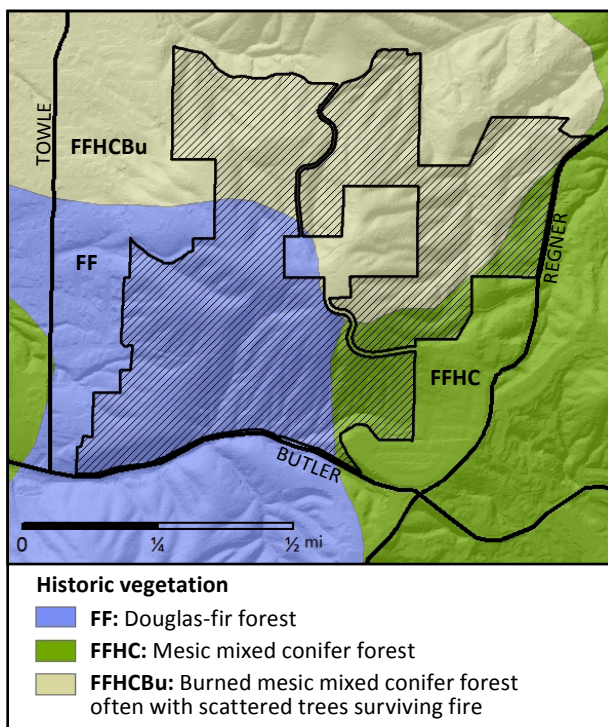 TOWLE
FFHCBu
FF
REGNER
FFHC
BUTLER
0 ¼ ½ mi
Historic vegetation
FF: Douglas-fir forest
FFHC: Mesic mixed conifer forest
FFHCBu: Burned mesic mixed conifer forest
often with scattered trees surviving fire